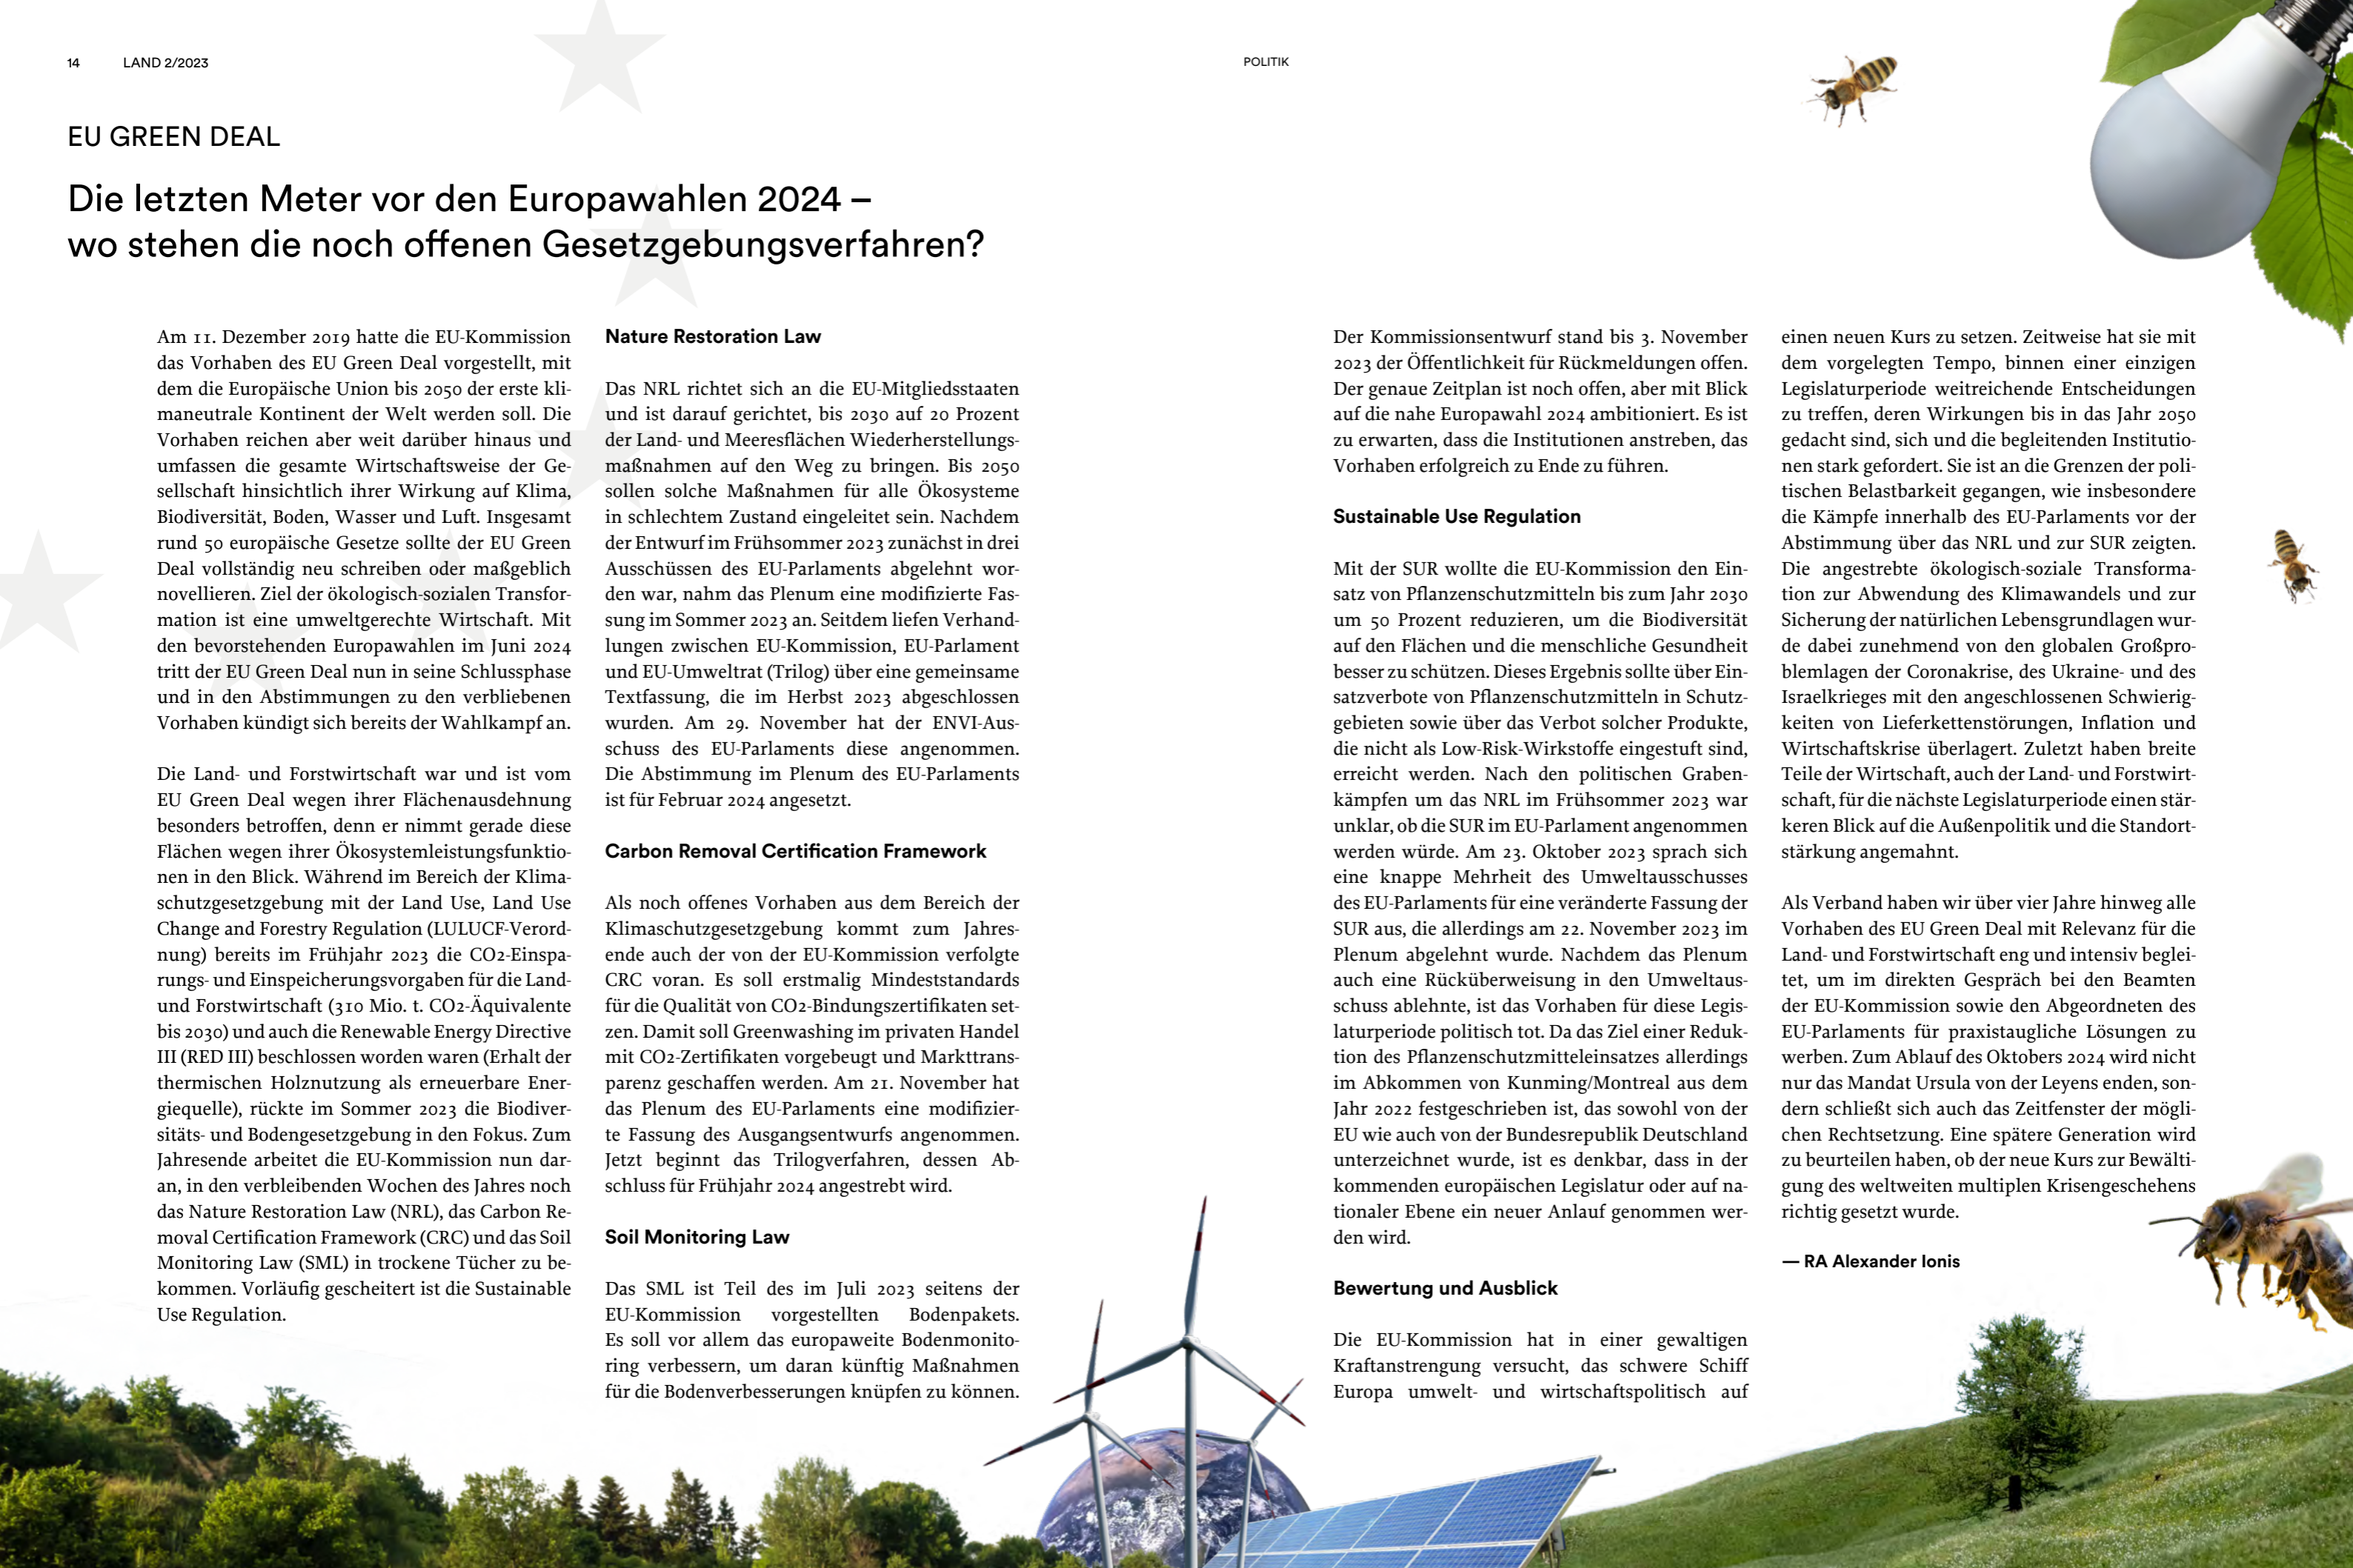 14 LAND 2/2023
POLITIK
EU GREEN DEAL
Die letzten Meter vor den Europawahlen 2024 –
wo stehen die noch offenen Gesetzgebungsverfahren?
Am 11. Dezember 2019 hatte die EU-Kommission
das Vorhaben des EU Green Deal vorgestellt, mit
dem die Europäische Union bis 2050 der erste kli-
maneutrale Kontinent der Welt werden soll. Die
Vorhaben reichen aber weit darüber hinaus und
umfassen die gesamte Wirtschaftsweise der Ge-
sellschaft hinsichtlich ihrer Wirkung auf Klima,
Biodiversität, Boden, Wasser und Luft. Insgesamt
rund 50 europäische Gesetze sollte der EU Green
Deal vollständig neu schreiben oder maßgeblich
novellieren. Ziel der ökologisch-sozialen Transfor-
mation ist eine umweltgerechte Wirtschaft. Mit
den bevorstehenden Europawahlen im Juni 2024
tritt der EU Green Deal nun in seine Schlussphase
und in den Abstimmungen zu den verbliebenen
Vorhaben kündigt sich bereits der Wahlkampf an.
Die Land- und Forstwirtschaft war und ist vom
EU Green Deal wegen ihrer Flächenausdehnung
besonders betroffen, denn er nimmt gerade diese
Flächen wegen ihrer Ökosystemleistungsfunktio-
nen in den Blick. Während im Bereich der Klima-
schutzgesetzgebung mit der Land Use, Land Use
Change and Forestry Regulation (LULUCF-Verord-
nung) bereits im Frühjahr 2023 die CO2-Einspa-
rungs- und Einspeicherungsvorgaben für die Land-
und Forstwirtschaft (310 Mio. t. CO2-Äquivalente
bis 2030) und auch die Renewable Energy Directive
III (RED III) beschlossen worden waren (Erhalt der
thermischen Holznutzung als erneuerbare Ener-
giequelle), rückte im Sommer 2023 die Biodiver-
sitäts- und Bodengesetzgebung in den Fokus. Zum
Jahresende arbeitet die EU-Kommission nun dar-
an, in den verbleibenden Wochen des Jahres noch
das Nature Restoration Law (NRL), das Carbon Re-
moval Certification Framework (CRC) und das Soil
Monitoring Law (SML) in trockene Tücher zu be-
kommen. Vorläufig gescheitert ist die Sustainable
Use Regulation.
Nature Restoration Law
Das NRL richtet sich an die EU-Mitgliedsstaaten
und ist darauf gerichtet, bis 2030 auf 20 Prozent
der Land- und Meeresflächen Wiederherstellungs-
maßnahmen auf den Weg zu bringen. Bis 2050
sollen solche Maßnahmen für alle Ökosysteme
in schlechtem Zustand eingeleitet sein. Nachdem
der Entwurf im Frühsommer 2023 zunächst in drei
Ausschüssen des EU-Parlaments abgelehnt wor-
den war, nahm das Plenum eine modifizierte Fas-
sung im Sommer 2023 an. Seitdem liefen Verhand-
lungen zwischen EU-Kommission, EU-Parlament
und EU-Umweltrat (Trilog) über eine gemeinsame
Textfassung, die im Herbst 2023 abgeschlossen
wurden. Am 29. November hat der ENVI-Aus-
schuss des EU-Parlaments diese angenommen.
Die Abstimmung im Plenum des EU-Parlaments
ist für Februar 2024 angesetzt.
Carbon Removal Certification Framework
Als noch offenes Vorhaben aus dem Bereich der
Klimaschutzgesetzgebung kommt zum Jahres-
ende auch der von der EU-Kommission verfolgte
CRC voran. Es soll erstmalig Mindeststandards
für die Qualität von CO2-Bindungszertifikaten set-
zen. Damit soll Greenwashing im privaten Handel
mit CO2-Zertifikaten vorgebeugt und Markttrans-
parenz geschaffen werden. Am 21. November hat
das Plenum des EU-Parlaments eine modifizier-
te Fassung des Ausgangsentwurfs angenommen.
Jetzt beginnt das Trilogverfahren, dessen Ab-
schluss für Frühjahr 2024 angestrebt wird.
Soil Monitoring Law
Das SML ist Teil des im Juli 2023 seitens der
EU-Kommission vorgestellten Bodenpakets.
Es soll vor allem das europaweite Bodenmonito-
ring verbessern, um daran künftig Maßnahmen
für die Bodenverbesserungen knüpfen zu können.
Der Kommissionsentwurf stand bis 3. November
2023 der Öffentlichkeit für Rückmeldungen offen.
Der genaue Zeitplan ist noch offen, aber mit Blick
auf die nahe Europawahl 2024 ambitioniert. Es ist
zu erwarten, dass die Institutionen anstreben, das
Vorhaben erfolgreich zu Ende zu führen.
Sustainable Use Regulation
Mit der SUR wollte die EU-Kommission den Ein-
satz von Pflanzenschutzmitteln bis zum Jahr 2030
um 50 Prozent reduzieren, um die Biodiversität
auf den Flächen und die menschliche Gesundheit
besser zu schützen. Dieses Ergebnis sollte über Ein-
satzverbote von Pflanzenschutzmitteln in Schutz-
gebieten sowie über das Verbot solcher Produkte,
die nicht als Low-Risk-Wirkstoffe eingestuft sind,
erreicht werden. Nach den politischen Graben-
kämpfen um das NRL im Frühsommer 2023 war
unklar, ob die SUR im EU-Parlament angenommen
werden würde. Am 23. Oktober 2023 sprach sich
eine knappe Mehrheit des Umweltausschusses
des EU-Parlaments für eine veränderte Fassung der
SUR aus, die allerdings am 22. November 2023 im
Plenum abgelehnt wurde. Nachdem das Plenum
auch eine Rücküberweisung in den Umweltaus-
schuss ablehnte, ist das Vorhaben für diese Legis-
laturperiode politisch tot. Da das Ziel einer Reduk-
tion des Pflanzenschutzmitteleinsatzes allerdings
im Abkommen von Kunming/Montreal aus dem
Jahr 2022 festgeschrieben ist, das sowohl von der
EU wie auch von der Bundesrepublik Deutschland
unterzeichnet wurde, ist es denkbar, dass in der
kommenden europäischen Legislatur oder auf na-
tionaler Ebene ein neuer Anlauf genommen wer-
den wird.
Bewertung und Ausblick
Die EU-Kommission hat in einer gewaltigen
Kraftanstrengung versucht, das schwere Schiff
Europa umwelt- und wirtschaftspolitisch auf
einen neuen Kurs zu setzen. Zeitweise hat sie mit
dem vorgelegten Tempo, binnen einer einzigen
Legislaturperiode weitreichende Entscheidungen
zu treffen, deren Wirkungen bis in das Jahr 2050
gedacht sind, sich und die begleitenden Institutio-
nen stark gefordert. Sie ist an die Grenzen der poli-
tischen Belastbarkeit gegangen, wie insbesondere
die Kämpfe innerhalb des EU-Parlaments vor der
Abstimmung über das NRL und zur SUR zeigten.
Die angestrebte ökologisch-soziale Transforma-
tion zur Abwendung des Klimawandels und zur
Sicherung der natürlichen Lebensgrundlagen wur-
de dabei zunehmend von den globalen Großpro-
blemlagen der Coronakrise, des Ukraine- und des
Israelkrieges mit den angeschlossenen Schwierig-
keiten von Lieferkettenstörungen, Inflation und
Wirtschaftskrise überlagert. Zuletzt haben breite
Teile der Wirtschaft, auch der Land- und Forstwirt-
schaft, für die nächste Legislaturperiode einen stär-
keren Blick auf die Außenpolitik und die Standort-
stärkung angemahnt.
Als Verband haben wir über vier Jahre hinweg alle
Vorhaben des EU Green Deal mit Relevanz für die
Land- und Forstwirtschaft eng und intensiv beglei-
tet, um im direkten Gespräch bei den Beamten
der EU-Kommission sowie den Abgeordneten des
EU-Parlaments für praxistaugliche Lösungen zu
werben. Zum Ablauf des Oktobers 2024 wird nicht
nur das Mandat Ursula von der Leyens enden, son-
dern schließt sich auch das Zeitfenster der mögli-
chen Rechtsetzung. Eine spätere Generation wird
zu beurteilen haben, ob der neue Kurs zur Bewälti-
gung des weltweiten multiplen Krisengeschehens
richtig gesetzt wurde.
— RA Alexander Ionis